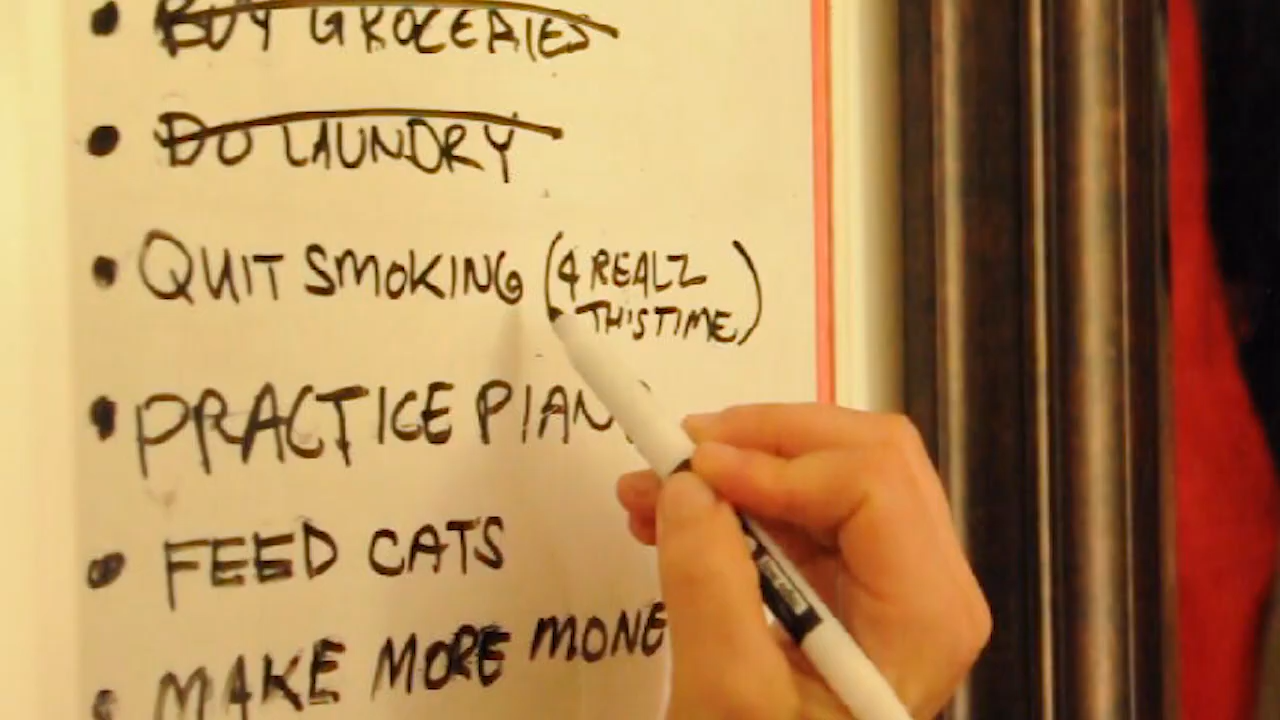 • BUY GROCERIES
• DO LAUNDRY
• QUIT SMOKING (4 REALZ
THIS TIME)
• PRACTICE PIAN
• FEED CATS
• MAKE MORE MONE